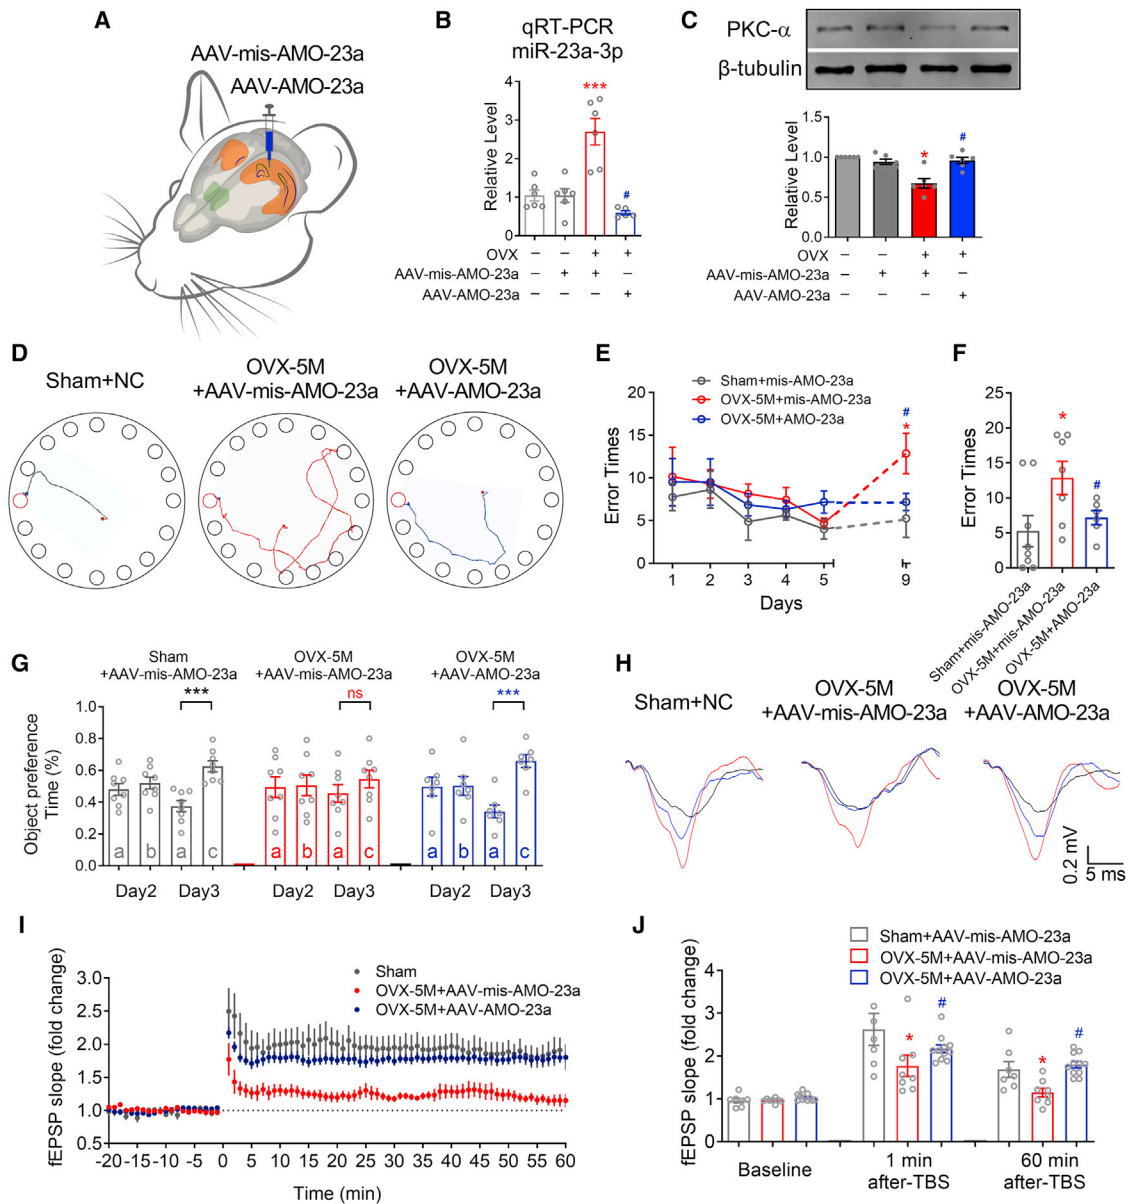 A
AAV-mis-AMO-23a
AAV-AMO-23a
B
qRT-PCR
miR-23a-3p
Relative Level
4
3
2
1
0
***
#
OVX − − + +
AAV-mis-AMO-23a − + + −
AAV-AMO-23a − − − +
C
PKC-α
β-tubulin
Relative Level
1.5
1.0
0.5
0.0
*
#
OVX − − + +
AAV-mis-AMO-23a − + + −
AAV-AMO-23a − − − +
D
Sham+NC
OVX-5M
+AAV-mis-AMO-23a
OVX-5M
+AAV-AMO-23a
E
Sham+mis-AMO-23a
OVX-5M+mis-AMO-23a
OVX-5M+AMO-23a
Error Times
20
15
10
5
0
#
*
1 2 3 4 5 9
Days
F
Error Times
25
20
15
10
5
0
*
#
Sham+mis-AMO-23a
OVX-5M+mis-AMO-23a
OVX-5M+AMO-23a
G
Sham
+AAV-mis-AMO-23a
OVX-5M
+AAV-mis-AMO-23a
OVX-5M
+AAV-AMO-23a
*** ns ***
Object preference
Time (%)
1.0
0.8
0.6
0.4
0.2
0.0
a b a c a b a c a b a c
Day2 Day3 Day2 Day3 Day2 Day3
H
Sham+NC
OVX-5M
+AAV-mis-AMO-23a
OVX-5M
+AAV-AMO-23a
0.2 mV
5 ms
I
fEPSP slope (fold change)
3.0
2.5
2.0
1.5
1.0
0.5
Sham
OVX-5M+AAV-mis-AMO-23a
OVX-5M+AAV-AMO-23a
-20 -15 -10 -5 0 5 10 15 20 25 30 35 40 45 50 55 60
Time (min)
J
Sham+AAV-mis-AMO-23a
OVX-5M+AAV-mis-AMO-23a
OVX-5M+AAV-AMO-23a
fEPSP slope (fold change)
4
3
2
1
0
* # * #
Baseline
1 min
after-TBS
60 min
after-TBS